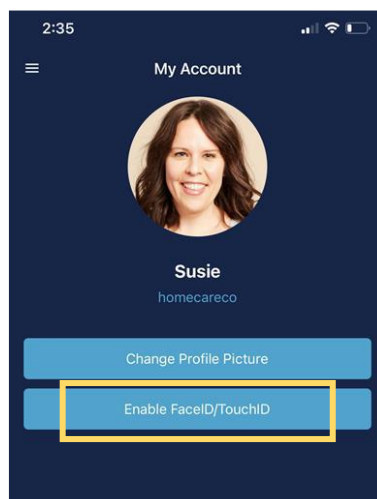 2:35
My Account
Susie
homecareco
Change Profile Picture
Enable FaceID/TouchID